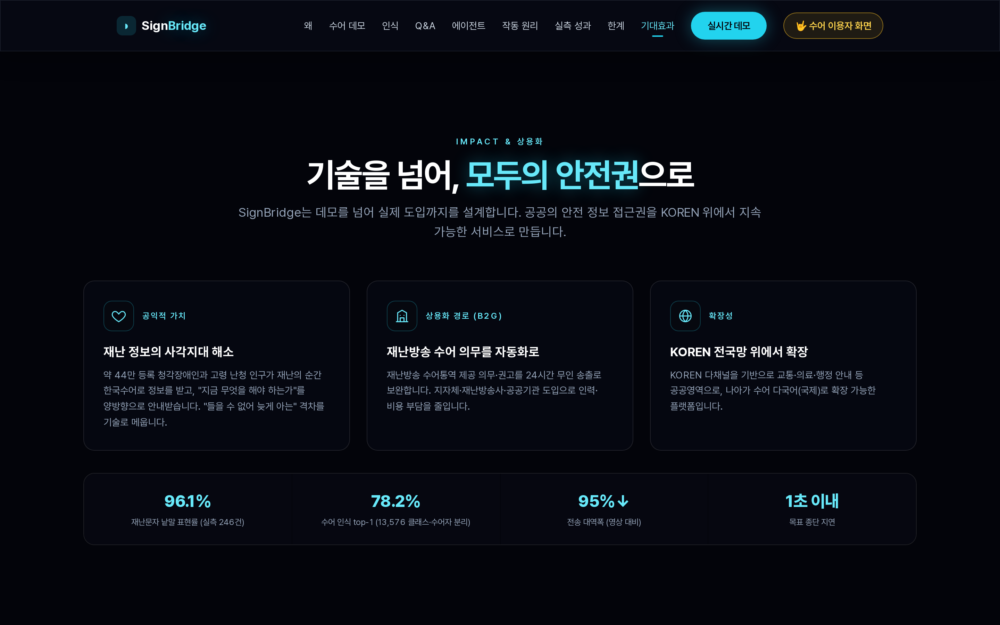 SignBridge
왜 수어 데모 인식 Q&A 에이전트 작동 원리 실측 성과 한계 기대효과 실시간 데모 🤟 수어 이용자 화면
IMPACT & 상용화
기술을 넘어, 모두의 안전권으로
SignBridge는 데모를 넘어 실제 도입까지를 설계합니다. 공공의 안전 정보 접근권을 KOREN 위에서 지속
가능한 서비스로 만듭니다.
공익적 가치
재난 정보의 사각지대 해소
약 44만 등록 청각장애인과 고령 난청 인구가 재난의 순간
한국수어로 정보를 받고, "지금 무엇을 해야 하는가"를
양방향으로 안내받습니다. "들을 수 없어 늦게 아는" 격차를
기술로 메웁니다.
상용화 경로 (B2G)
재난방송 수어 의무를 자동화로
재난방송 수어통역 제공 의무·권고를 24시간 무인 송출로
보완합니다. 지자체·재난방송사·공공기관 도입으로 인력·
비용 부담을 줄입니다.
확장성
KOREN 전국망 위에서 확장
KOREN 다채널을 기반으로 교통·의료·행정 안내 등
공공영역으로, 나아가 수어 다국어(국제)로 확장 가능한
플랫폼입니다.
96.1%
재난문자 낱말 표현률 (실측 246건)
78.2%
수어 인식 top-1 (13,576 클래스·수어자 분리)
95%↓
전송 대역폭 (영상 대비)
1초 이내
목표 종단 지연